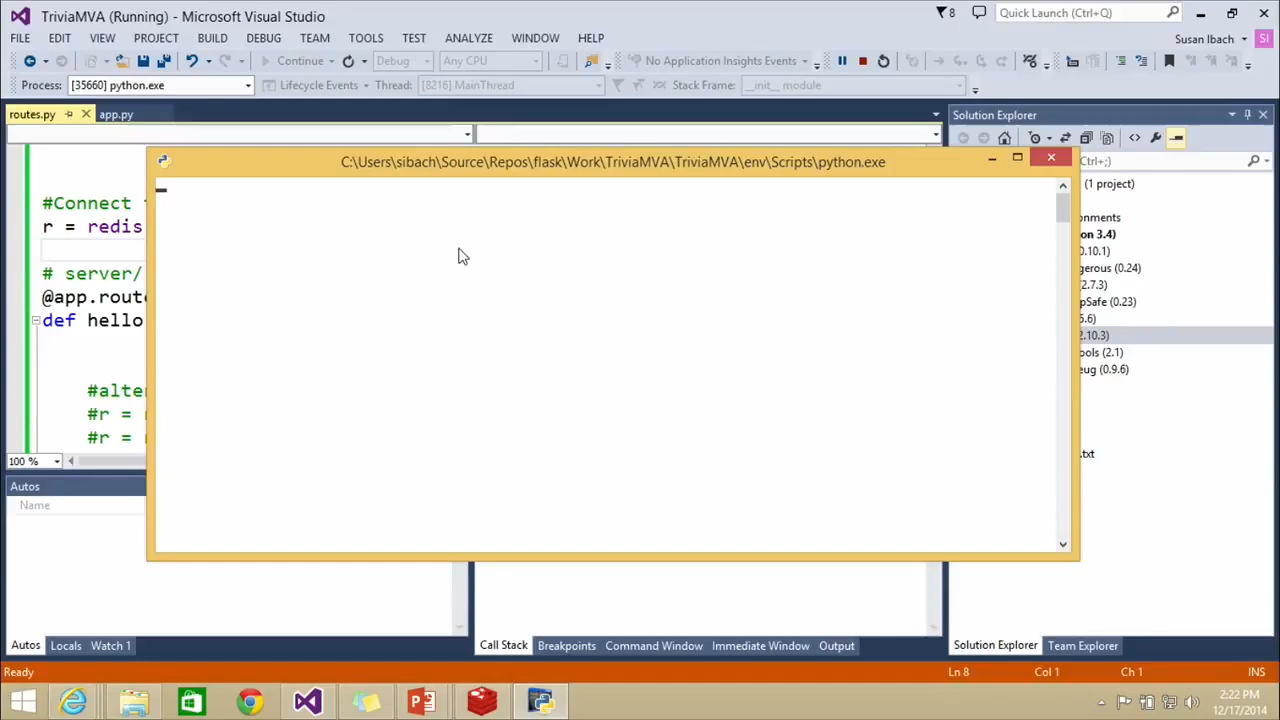 TriviaMVA (Running) - Microsoft Visual Studio
8
Quick Launch (Ctrl+Q)
FILE EDIT VIEW PROJECT BUILD DEBUG TEAM TOOLS TEST ANALYZE WINDOW HELP
Susan Ibach
SI
Continue
Debug
Any CPU
No Application Insights Events
Process: [35660] python.exe
Lifecycle Events
Thread: [8216] MainThread
Stack Frame: __init__ module
routes.py
app.py
Solution Explorer
C:\Users\sibach\Source\Repos\flask\Work\TriviaMVA\TriviaMVA\env\Scripts\python.exe
Ctrl+;)
(1 project)
#Connect
r = redis
# server/
@app.route
def hello
#alte
#r =
#r =
100 %
nments
on 3.4)
0.10.1)
gerous (0.24)
(2.7.3)
pSafe (0.23)
.6)
2.10.3)
ools (2.1)
eug (0.9.6)
.txt
Autos
Name
Autos Locals Watch 1
Call Stack Breakpoints Command Window Immediate Window Output
Solution Explorer Team Explorer
Ready
Ln 8
Col 1
Ch 1
INS
2:22 PM
12/17/2014